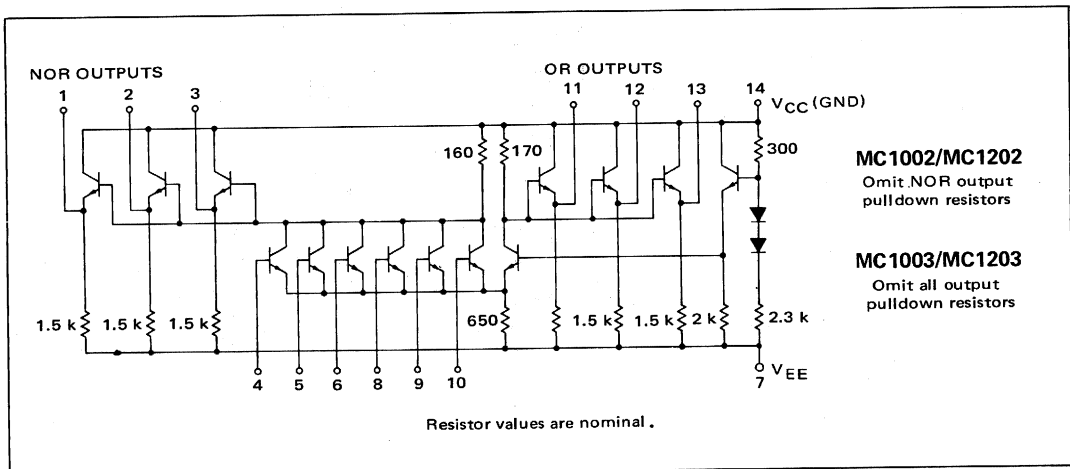 NOR OUTPUTS
1 2 3
OR OUTPUTS
11 12 13 14
VCC (GND)
160 170 300
MC1002/MC1202
Omit NOR output
pulldown resistors
MC1003/MC1203
Omit all output
pulldown resistors
1.5 k 1.5 k 1.5 k 650 1.5 k 1.5 k 2 k 2.3 k
4 5 6 8 9 10 7 VEE
Resistor values are nominal.